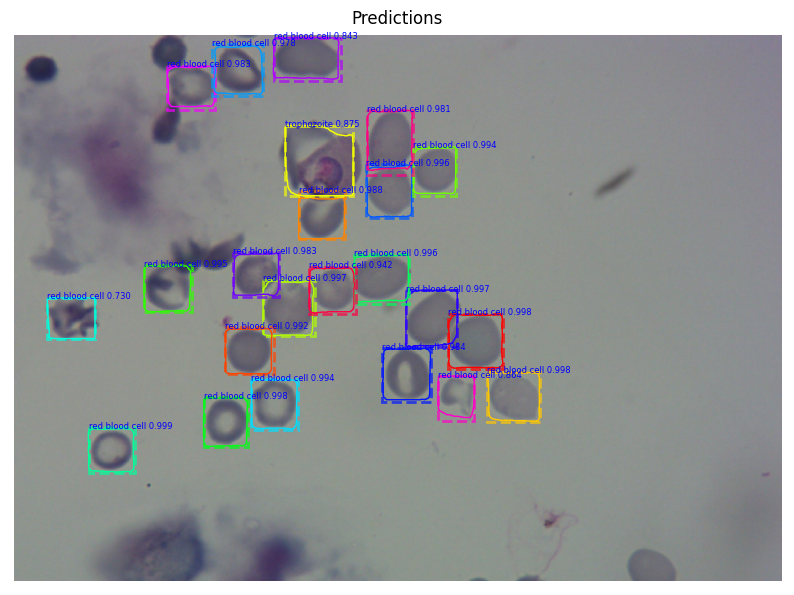 Predictions
red blood cell 0.843
red blood cell 0.978
red blood cell 0.983
red blood cell 0.981
trophozoite 0.875
red blood cell 0.994
red blood cell 0.996
red blood cell 0.988
red blood cell 0.983
red blood cell 0.996
red blood cell 0.995
red blood cell 0.942
red blood cell 0.997
red blood cell 0.997
red blood cell 0.730
red blood cell 0.998
red blood cell 0.992
red blood cell 0.984
red blood cell 0.998
red blood cell 0.864
red blood cell 0.994
red blood cell 0.998
red blood cell 0.999